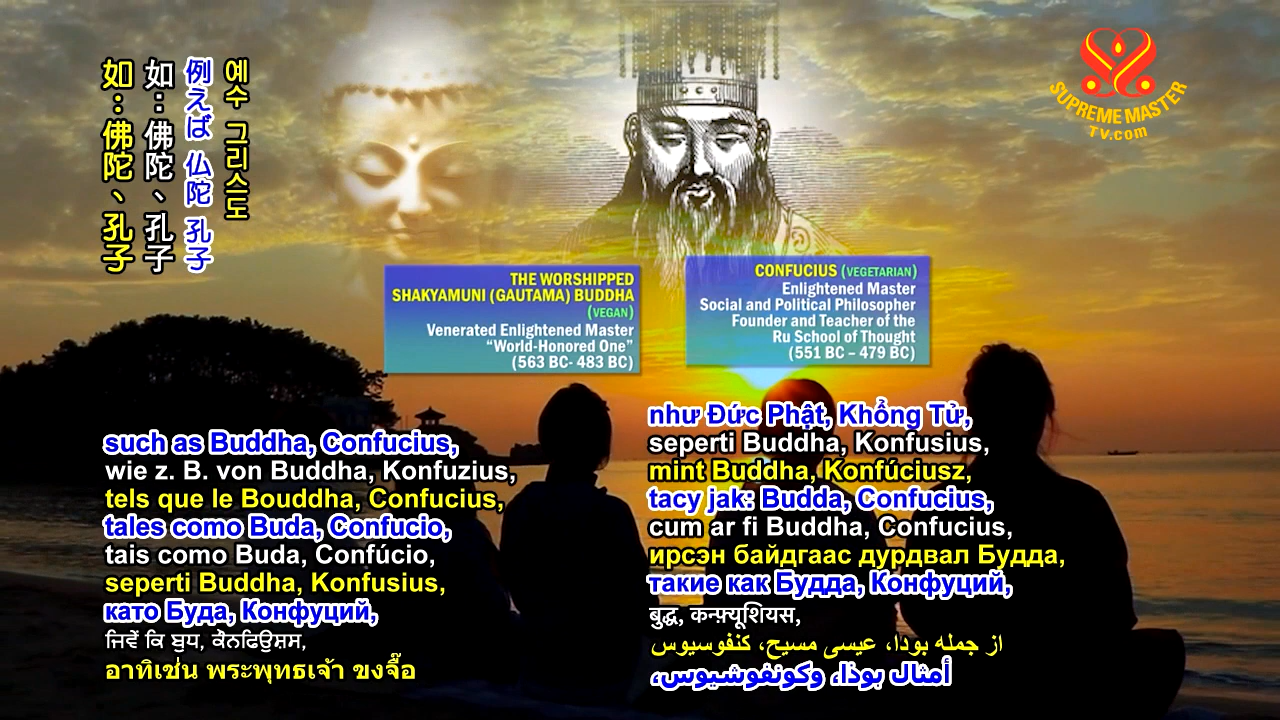 예수 그리스도
例えば 仏陀 孔子
如…佛陀、孔子
如…佛陀、孔子
SUPREME MASTER
TV.com
THE WORSHIPPED
SHAKYAMUNI (GAUTAMA) BUDDHA
(VEGAN)
Venerated Enlightened Master
“World-Honored One”
(563 BC- 483 BC)
CONFUCIUS (VEGETARIAN)
Enlightened Master
Social and Political Philosopher
Founder and Teacher of the
Ru School of Thought
(551 BC – 479 BC)
such as Buddha, Confucius,
wie z. B. von Buddha, Konfuzius,
tels que le Bouddha, Confucius,
tales como Buda, Confucio,
tais como Buda, Confúcio,
seperti Buddha, Konfusius,
като Буда, Конфуций,
ਜਿਵੇਂ ਕਿ ਬੁਧ, ਕੋਨਫਿਉਸ਼ਸ,
อาทิเช่น พระพุทธเจ้า ขงจื๊อ
như Đức Phật, Khổng Tử,
seperti Buddha, Konfusius,
mint Buddha, Konfúciusz,
tacy jak: Budda, Confucius,
cum ar fi Buddha, Confucius,
ирсэн байдгаас дурдвал Будда,
такие как Будда, Конфуций,
बुद्ध, कन्फ़्यूशियस,
از جمله بودا، عیسی مسیح، کنفوسیوس
أمثال بوذا، وكونفوشيوس،